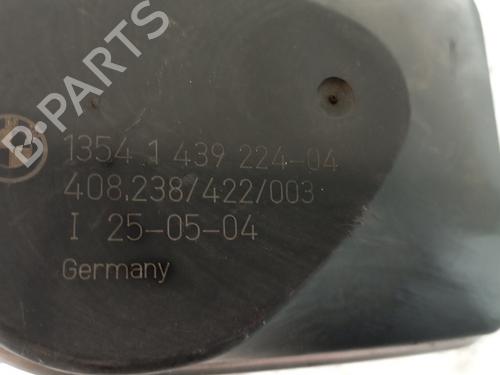 B-PARTS
1354.1 439 224-04
408.238/422/003
I 25-05-04
Germany